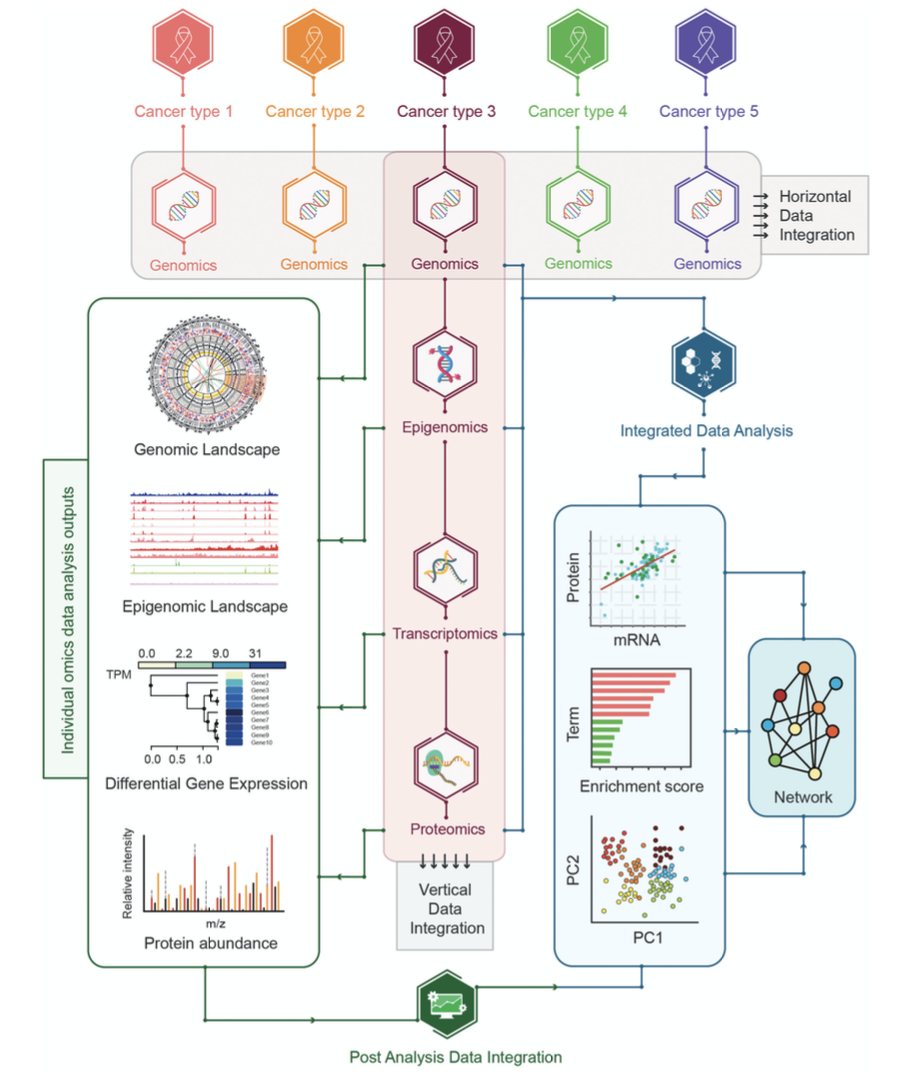 Cancer type 1
Cancer type 2
Cancer type 3
Cancer type 4
Cancer type 5
Genomics
Genomics
Genomics
Genomics
Genomics
Horizontal
Data
Integration
Individual omics data analysis outputs
Genomic Landscape
Epigenomic Landscape
0.0 2.2 9.0 31
TPM
Gene1
Gene2
Gene3
Gene4
Gene5
Gene6
Gene7
Gene8
Gene9
Gene10
0.0 0.5 1.0
Differential Gene Expression
Relative intensity
m/z
Protein abundance
Epigenomics
Transcriptomics
Proteomics
Vertical
Data
Integration
Integrated Data Analysis
Protein
mRNA
Term
Enrichment score
PC2
PC1
Network
Post Analysis Data Integration